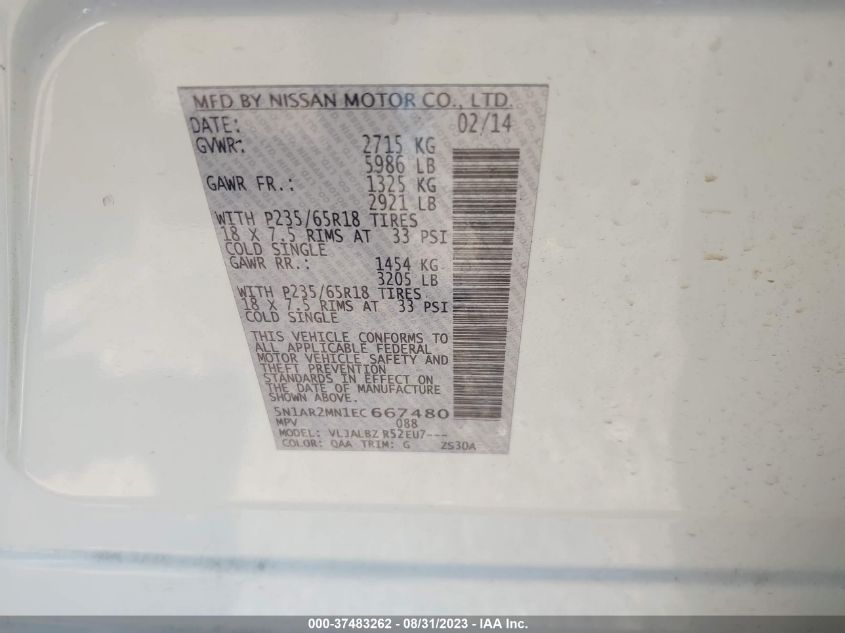 MFD BY NISSAN MOTOR CO., LTD.
DATE: 02/14
GVWR: 2715 KG
5986 LB
GAWR FR.: 1325 KG
2921 LB
WITH P235/65R18 TIRES
18 X 7.5 RIMS AT 33 PSI
COLD SINGLE
GAWR RR.: 1454 KG
3205 LB
WITH P235/65R18 TIRES
18 X 7.5 RIMS AT 33 PSI
COLD SINGLE
THIS VEHICLE CONFORMS TO
ALL APPLICABLE FEDERAL
MOTOR VEHICLE SAFETY AND
THEFT PREVENTION
STANDARDS IN EFFECT ON
THE DATE OF MANUFACTURE
SHOWN ABOVE.
5N1AR2MN1EC667480
MPV 088
MODEL: VLJALBZ R52EU7---
COLOR: QAA TRIM: G ZS30A
000-37483262 - 08/31/2023 - IAA Inc.